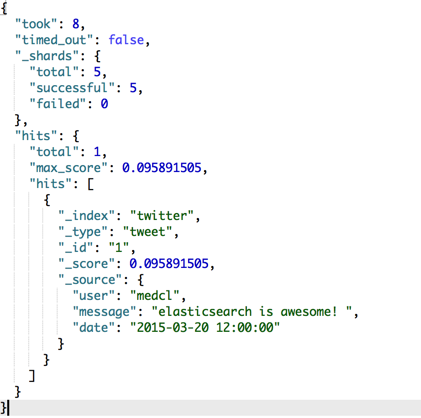 {
  "took": 8,
  "timed_out": false,
  "_shards": {
    "total": 5,
    "successful": 5,
    "failed": 0
  },
  "hits": {
    "total": 1,
    "max_score": 0.095891505,
    "hits": [
      {
        "_index": "twitter",
        "_type": "tweet",
        "_id": "1",
        "_score": 0.095891505,
        "_source": {
          "user": "medcl",
          "message": "elasticsearch is awesome! ",
          "date": "2015-03-20 12:00:00"
        }
      }
    ]
  }
}